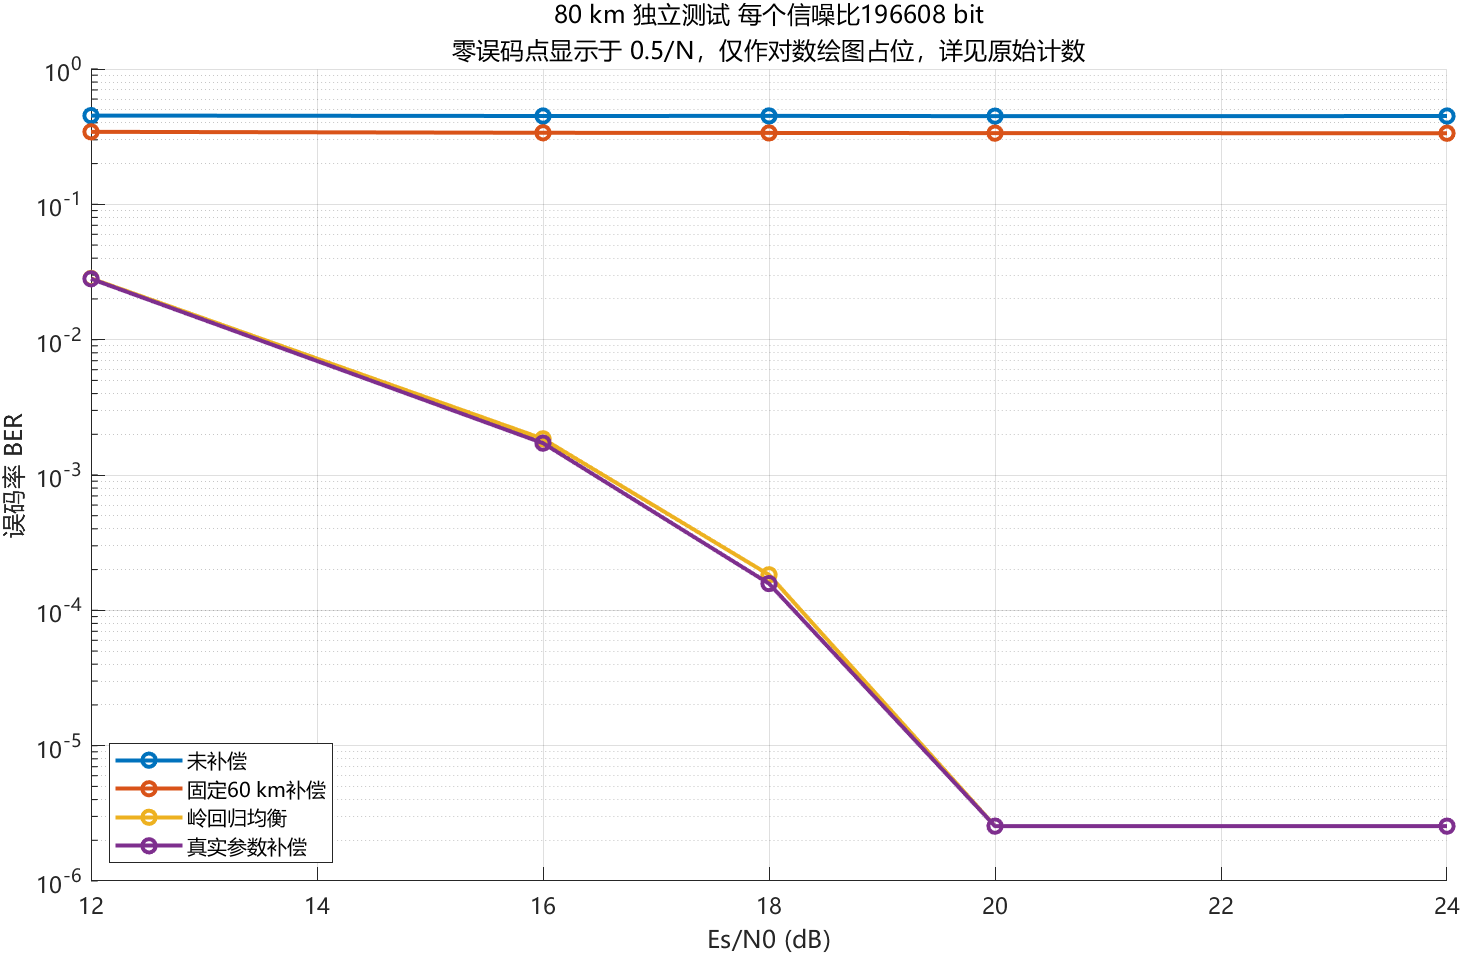 80 km 独立测试 每个信噪比196608 bit
零误码点显示于 0.5/N，仅作对数绘图占位，详见原始计数
10^0
10^-1
10^-2
10^-3
10^-4
10^-5
10^-6
误码率 BER
未补偿
固定60 km补偿
岭回归均衡
真实参数补偿
12 14 16 18 20 22 24
Es/N0 (dB)